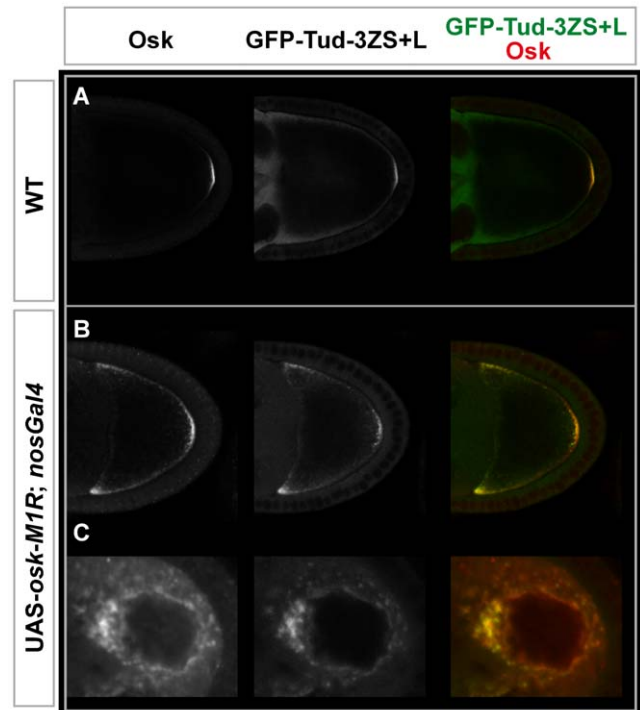 Osk
GFP-Tud-3ZS+L
GFP-Tud-3ZS+L
Osk
WT
A
UAS-osk-M1R; nosGal4
B
C